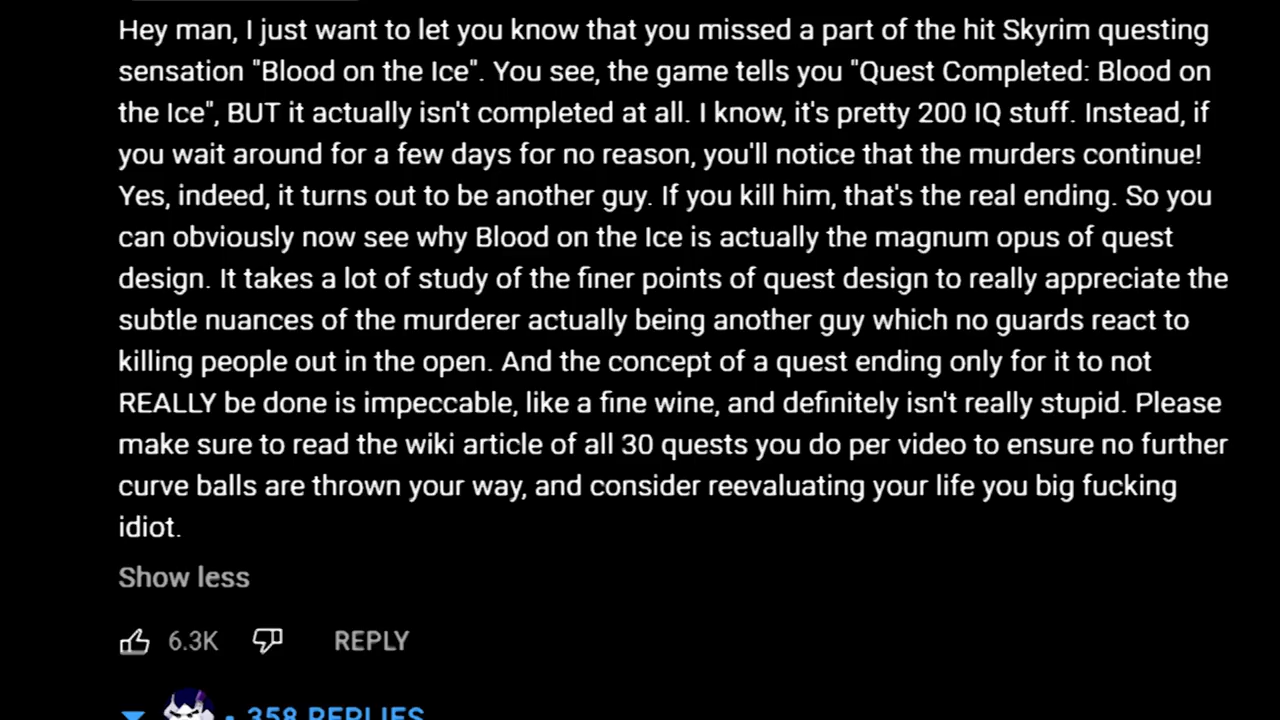 Hey man, I just want to let you know that you missed a part of the hit Skyrim questing
sensation "Blood on the Ice". You see, the game tells you "Quest Completed: Blood on
the Ice", BUT it actually isn't completed at all. I know, it's pretty 200 IQ stuff. Instead, if
you wait around for a few days for no reason, you'll notice that the murders continue!
Yes, indeed, it turns out to be another guy. If you kill him, that's the real ending. So you
can obviously now see why Blood on the Ice is actually the magnum opus of quest
design. It takes a lot of study of the finer points of quest design to really appreciate the
subtle nuances of the murderer actually being another guy which no guards react to
killing people out in the open. And the concept of a quest ending only for it to not
REALLY be done is impeccable, like a fine wine, and definitely isn't really stupid. Please
make sure to read the wiki article of all 30 quests you do per video to ensure no further
curve balls are thrown your way, and consider reevaluating your life you big fucking
idiot.
Show less
6.3K REPLY
358 REPLIES